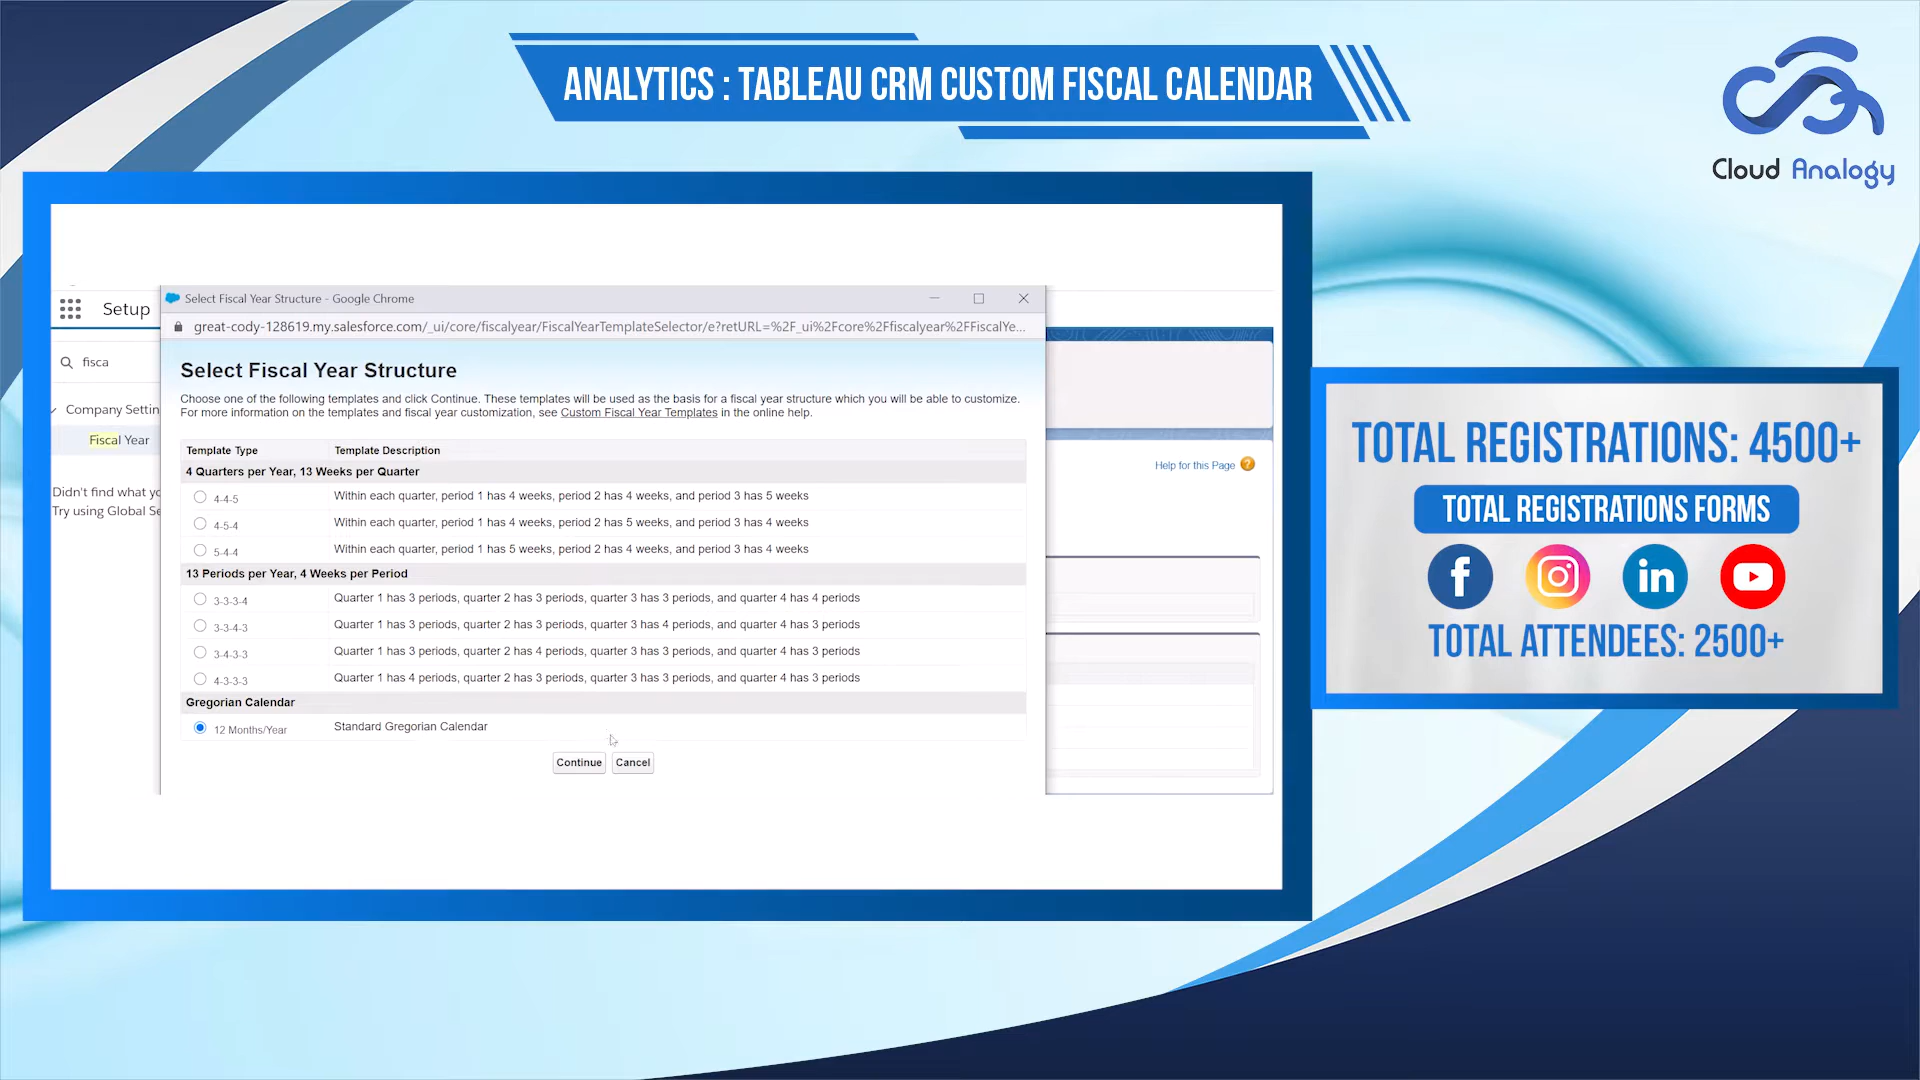 ANALYTICS : TABLEAU CRM CUSTOM FISCAL CALENDAR
Cloud Analogy
Setup
fisca
Company Settin
Fiscal Year
Didn't find what yo
Try using Global Se
Select Fiscal Year Structure - Google Chrome
great-cody-128619.my.salesforce.com/_ui/core/fiscalyear/FiscalYearTemplateSelector/e?retURL=%2F_ui%2Fcore%2Ffiscalyear%2FFiscalYe...
Select Fiscal Year Structure
Choose one of the following templates and click Continue. These templates will be used as the basis for a fiscal year structure which you will be able to customize.
For more information on the templates and fiscal year customization, see Custom Fiscal Year Templates in the online help.
Template Type Template Description
4 Quarters per Year, 13 Weeks per Quarter
4-4-5 Within each quarter, period 1 has 4 weeks, period 2 has 4 weeks, and period 3 has 5 weeks
4-5-4 Within each quarter, period 1 has 4 weeks, period 2 has 5 weeks, and period 3 has 4 weeks
5-4-4 Within each quarter, period 1 has 5 weeks, period 2 has 4 weeks, and period 3 has 4 weeks
13 Periods per Year, 4 Weeks per Period
3-3-3-4 Quarter 1 has 3 periods, quarter 2 has 3 periods, quarter 3 has 3 periods, and quarter 4 has 4 periods
3-3-4-3 Quarter 1 has 3 periods, quarter 2 has 3 periods, quarter 3 has 4 periods, and quarter 4 has 3 periods
3-4-3-3 Quarter 1 has 3 periods, quarter 2 has 4 periods, quarter 3 has 3 periods, and quarter 4 has 3 periods
4-3-3-3 Quarter 1 has 4 periods, quarter 2 has 3 periods, quarter 3 has 3 periods, and quarter 4 has 3 periods
Gregorian Calendar
12 Months/Year Standard Gregorian Calendar
Continue Cancel
Help for this Page ?
TOTAL REGISTRATIONS: 4500+
TOTAL REGISTRATIONS FORMS
f in
TOTAL ATTENDEES: 2500+